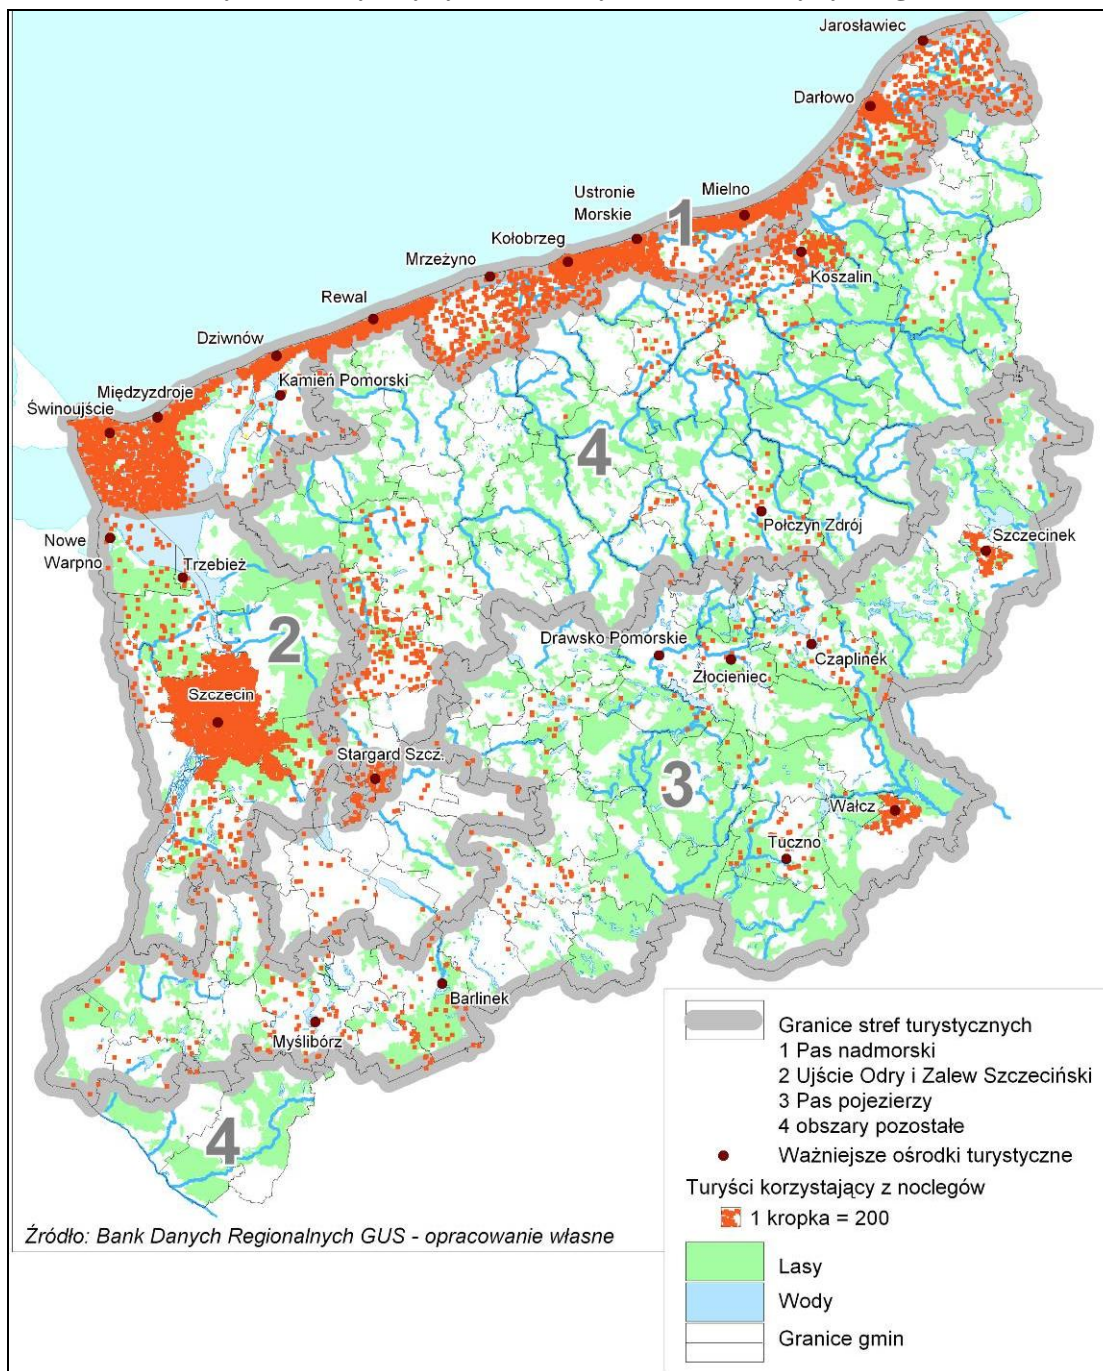 Jarosławiec
Darłowo
Ustronie
Morskie
Mielno
1
Kołobrzeg
Koszalin
Mrzeżyno
Rewal
Dziwnów
Kamień Pomorski
Międzyzdroje
Świnoujście
4
Połczyn Zdrój
Szczecinek
Nowe
Warpno
Trzebież
2
Drawsko Pomorskie
Czaplinek
Złocieniec
Szczecin
Stargard Szcz.
3
Wałcz
Tuczno
Barlinek
Myślibórz
4
Źródło: Bank Danych Regionalnych GUS - opracowanie własne
Granice stref turystycznych
1 Pas nadmorski
2 Ujście Odry i Zalew Szczeciński
3 Pas pojezierzy
4 obszary pozostałe
Ważniejsze ośrodki turystyczne
Turyści korzystający z noclegów
1 kropka = 200
Lasy
Wody
Granice gmin